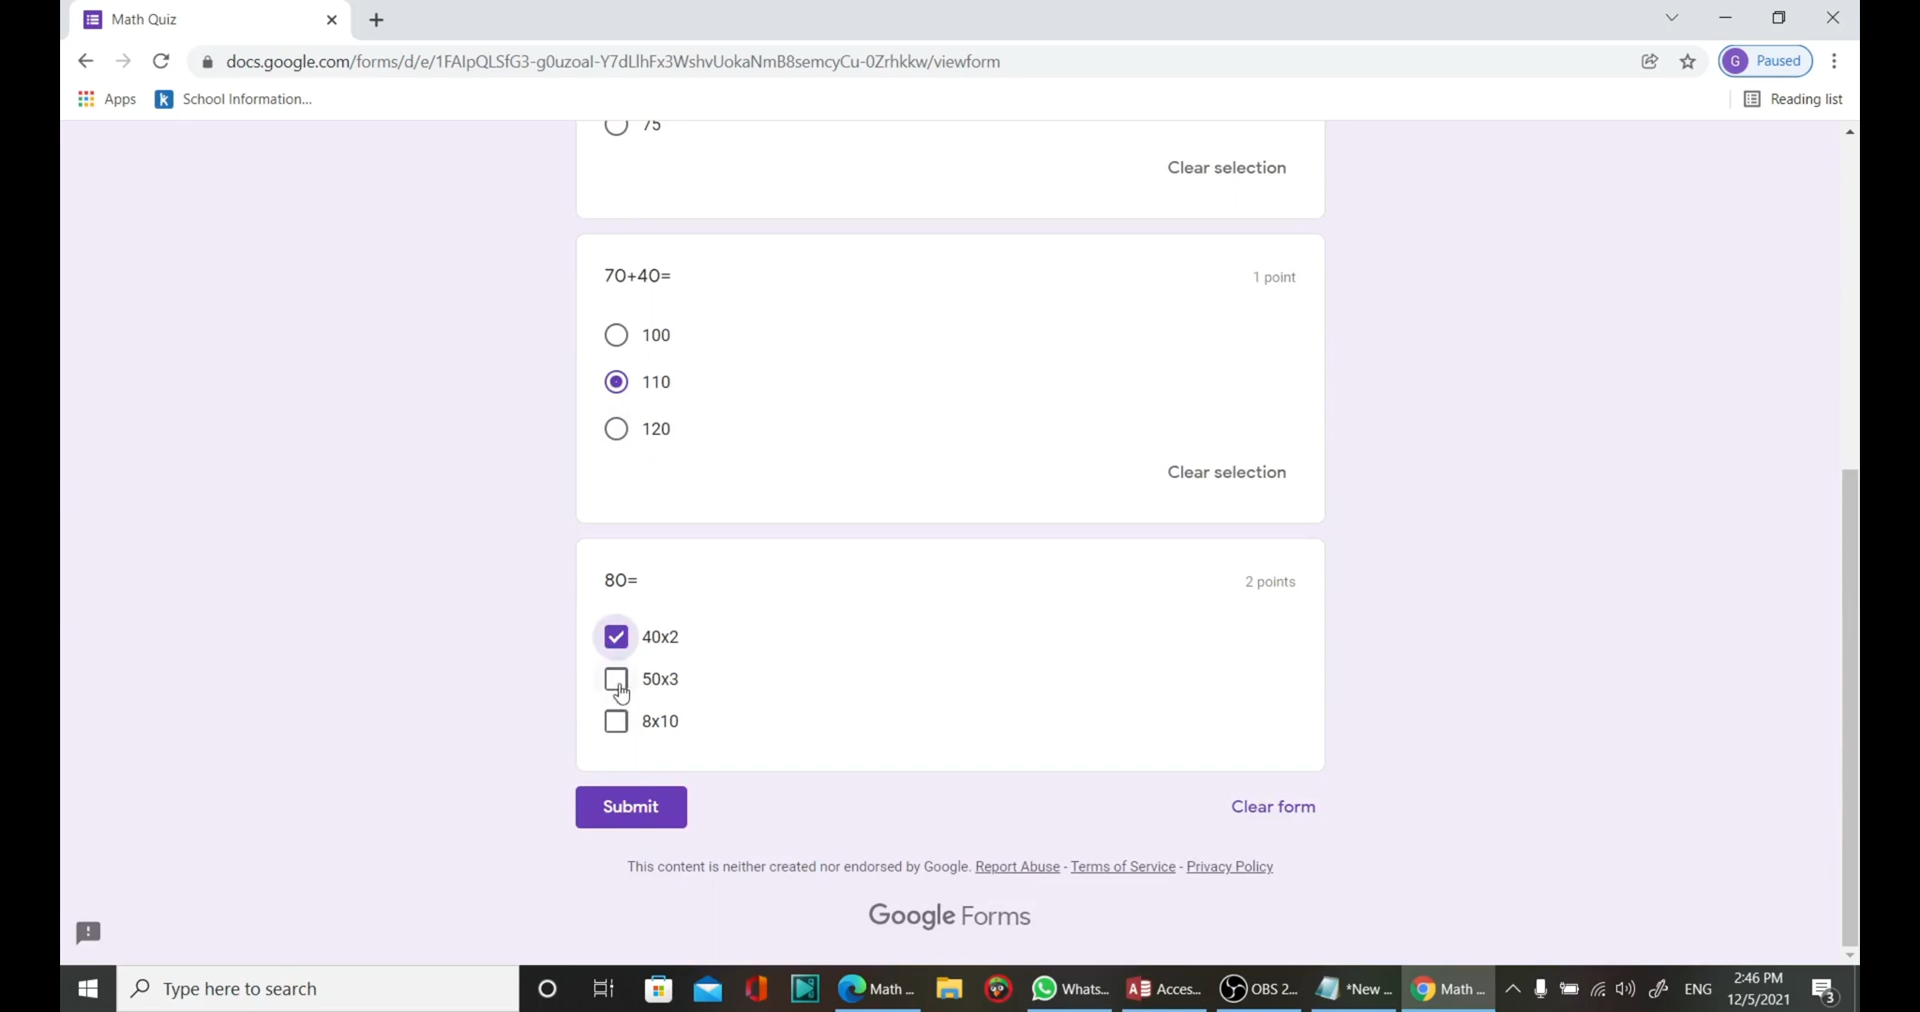 Math Quiz
docs.google.com/forms/d/e/1FAIpQLSfG3-g0uzoaI-Y7dLlhFx3WshvUokaNmB8semcyCu-0Zrhkkw/viewform
G Paused
Apps
k School Information...
Reading list
75
Clear selection
70+40=
1 point
100
110
120
Clear selection
80=
2 points
40x2
50x3
8x10
Submit
Clear form
This content is neither created nor endorsed by Google. Report Abuse - Terms of Service - Privacy Policy
Google Forms
Type here to search
Math ...
Whats...
Acces...
OBS 2...
*New ...
Math ...
ENG
2:46 PM
12/5/2021
3